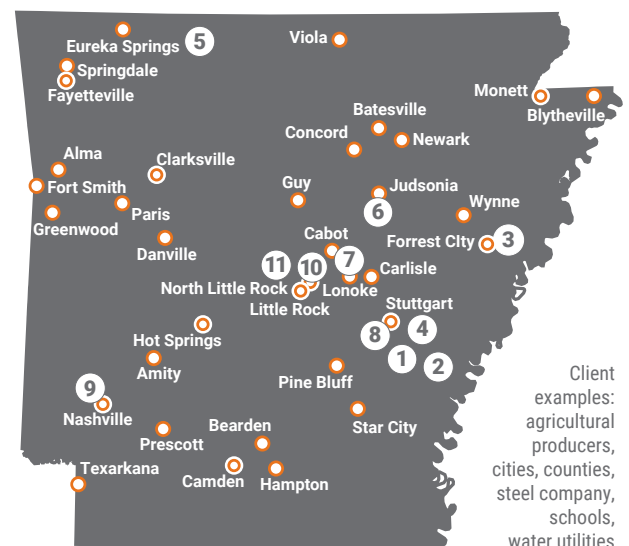 Eureka Springs
5
Viola
Springdale
Fayetteville
Monett
Blytheville
Batesville
Concord
Newark
Alma
Clarksville
Fort Smith
Guy
Judsonia
Paris
6
Wynne
Greenwood
Cabot
Forrest CIty
3
Danville
11
10
7
Carlisle
North Little Rock
Lonoke
Little Rock
Stuttgart
Hot Springs
8
4
Amity
1
2
Pine Bluff
9
Nashville
Star City
Prescott
Bearden
Texarkana
Camden
Hampton
Client
examples:
agricultural
producers,
cities, counties,
steel company,
schools,
water utilities